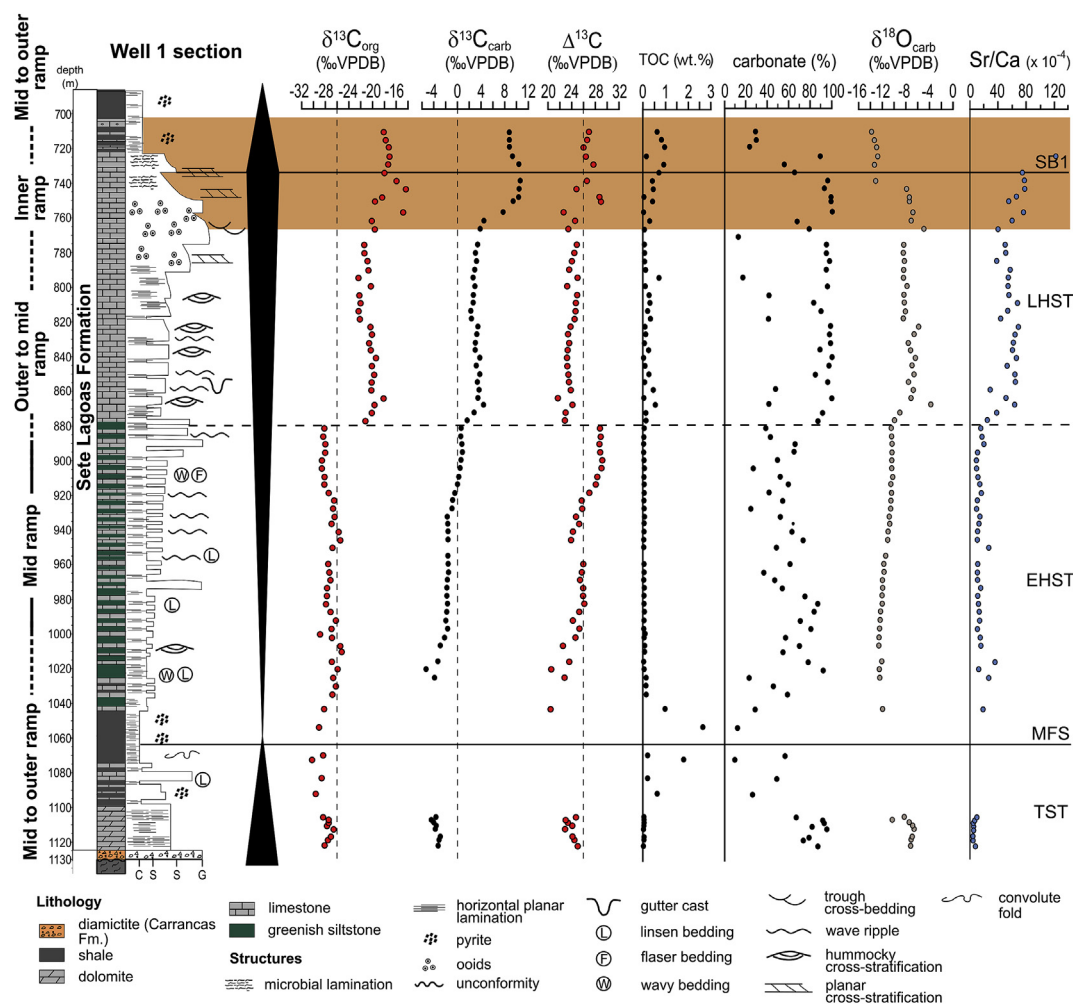 Well 1 section
δ13Corg
(‰VPDB)
-32 -28 -24 -20 -16
δ13Ccarb
(‰VPDB)
-4 0 4 8 12
Δ13C
(‰VPDB)
20 24 28 32
TOC (wt.%)
0 1 2 3
carbonate (%)
20 40 60 80 100
δ18Ocarb
(‰VPDB)
-16 -12 -8 -4 0
Sr/Ca (x 10-4)
0 40 80 120
depth
(m)
Mid to outer
ramp
Inner
ramp
Outer to mid
ramp
Mid ramp
Mid to outer ramp
Sete Lagoas Formation
700
720
740
760
780
800
820
840
860
880
900
920
940
960
980
1000
1020
1040
1060
1080
1100
1120
1130
C S S G
W F
L
L
W L
L
SB1
LHST
EHST
MFS
TST
Lithology
diamictite (Carrancas
Fm.)
shale
dolomite
limestone
greenish siltstone
Structures
microbial lamination
horizontal planar
lamination
pyrite
ooids
unconformity
gutter cast
L linsen bedding
F flaser bedding
W wavy bedding
trough
cross-bedding
wave ripple
hummocky
cross-stratification
planar
cross-stratification
convolute
fold